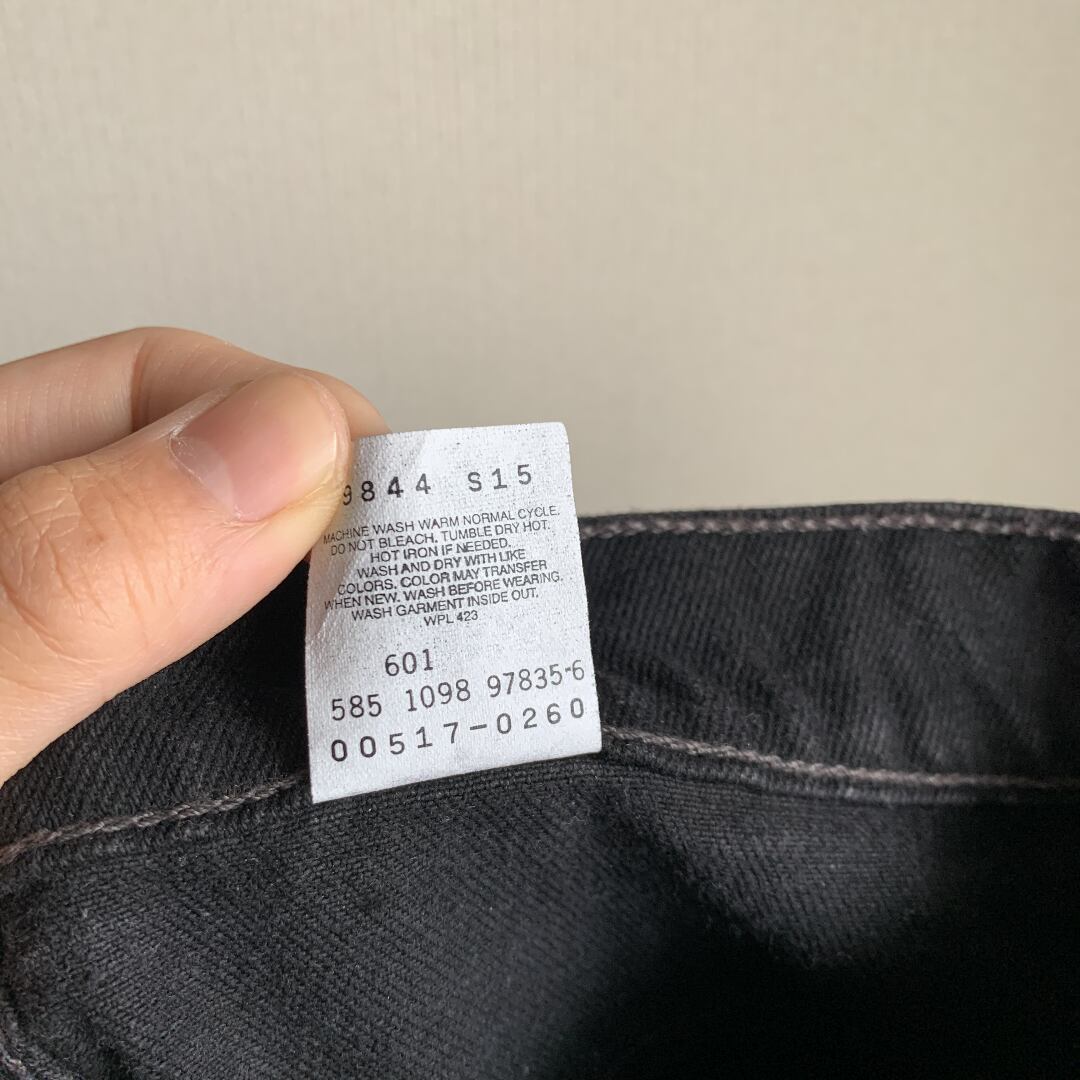 9844 S15
MACHINE WASH WARM NORMAL CYCLE.
DO NOT BLEACH. TUMBLE DRY HOT.
HOT IRON IF NEEDED.
WASH AND DRY WITH LIKE
COLORS. COLOR MAY TRANSFER
WHEN NEW. WASH BEFORE WEARING.
WASH GARMENT INSIDE OUT.
WPL 423
601
585 1098 97835-6
00517-0260